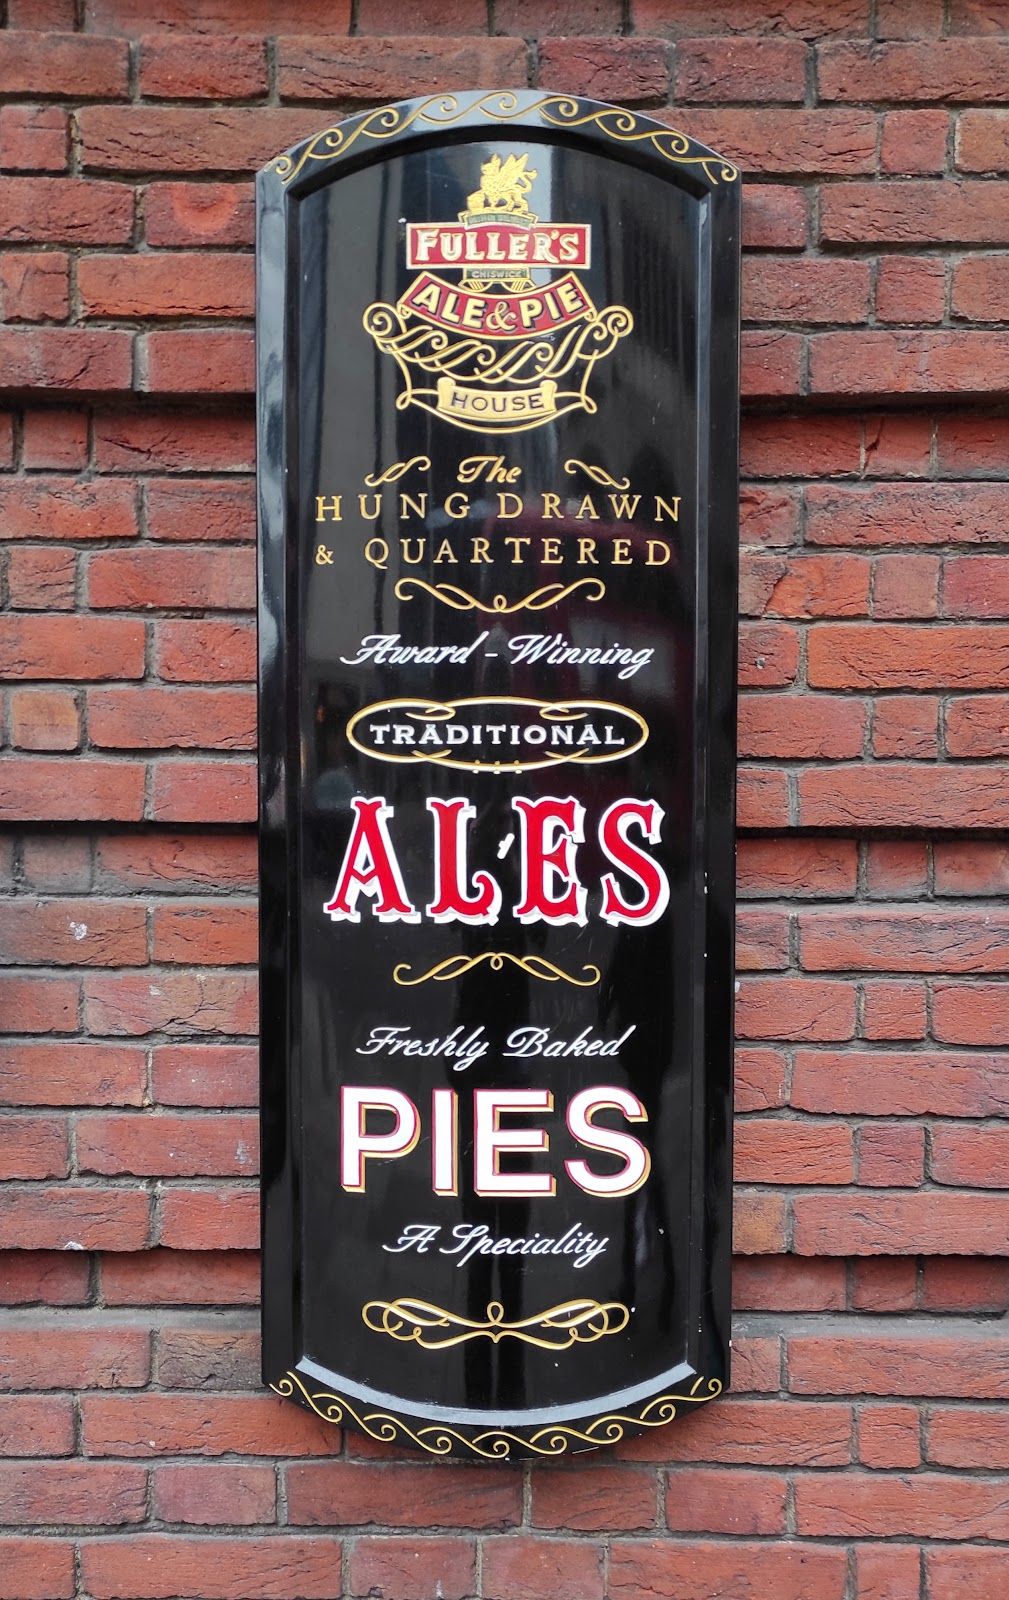 FULLER'S
CHISWICK
ALE & PIE
HOUSE
The
HUNG DRAWN
& QUARTERED
Award - Winning
TRADITIONAL
ALES
Freshly Baked
PIES
A Speciality